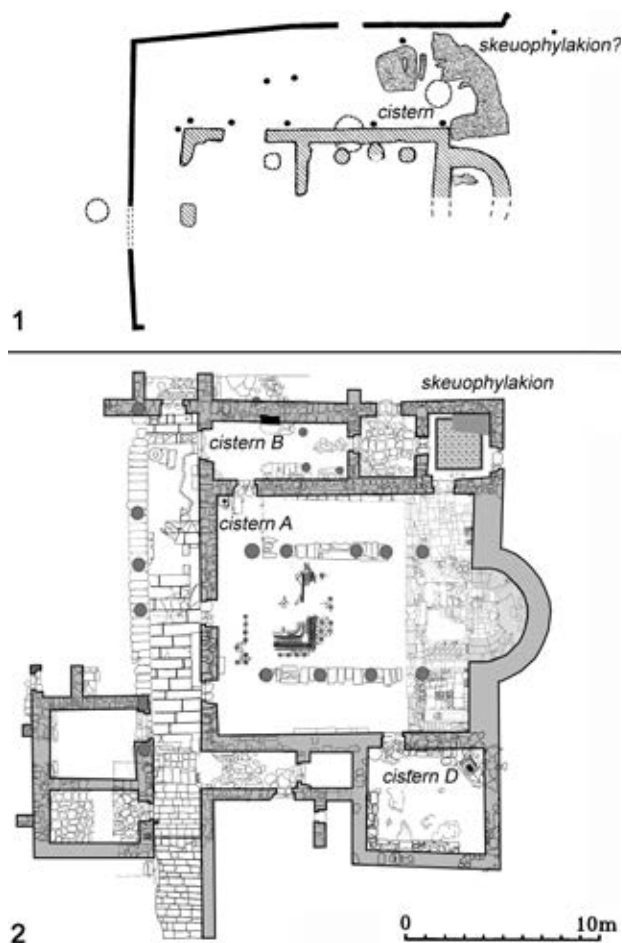 skeuophylakion?
cistern
1
skeuophylakion
cistern B
cistern A
cistern D
2
0 10m